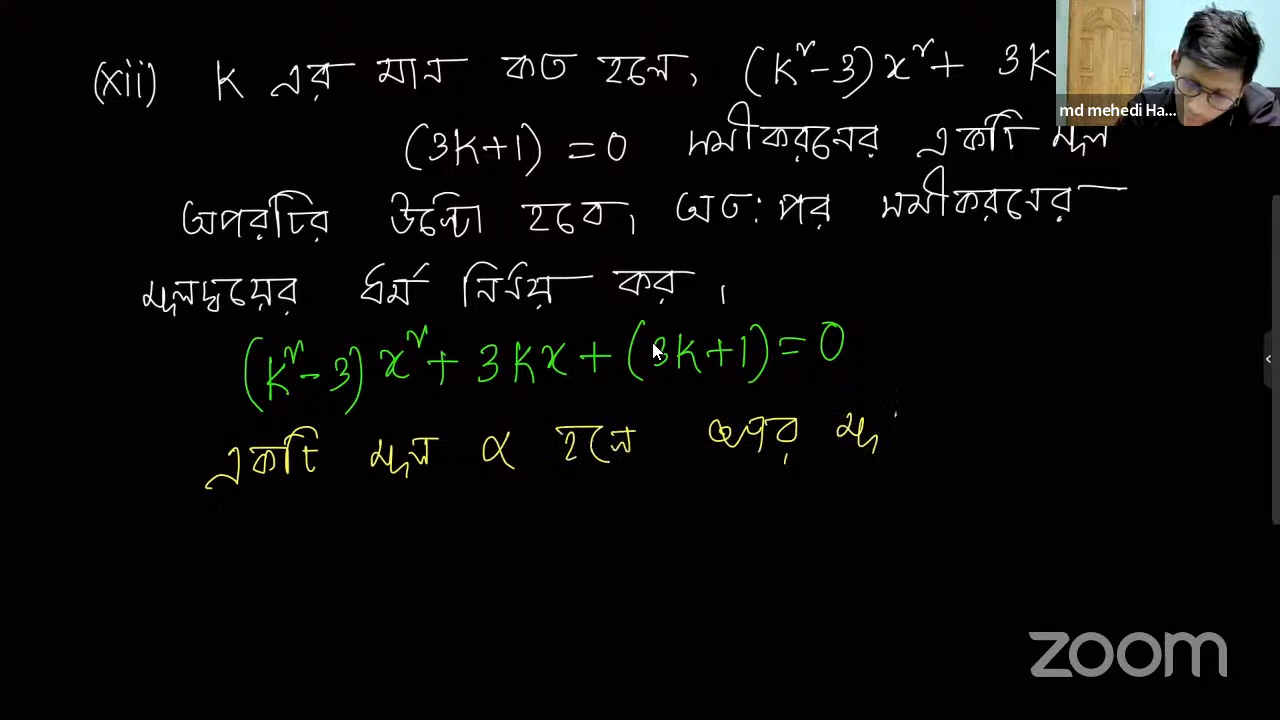 (xii) K এর মান কত হলে, (K²-3)x²+ 3K
md mehedi Ha...
(3K+1) = 0 সমীকরনের একটি মূল
অপরটির উল্টো হবে। অত:পর সমীকরনের
মূলদ্বয়ের ধর্ম নির্ণয় কর।
(K²-3)x²+ 3Kx + (3K+1) = 0
একটি মূল α হলে অপর মূ
zoom